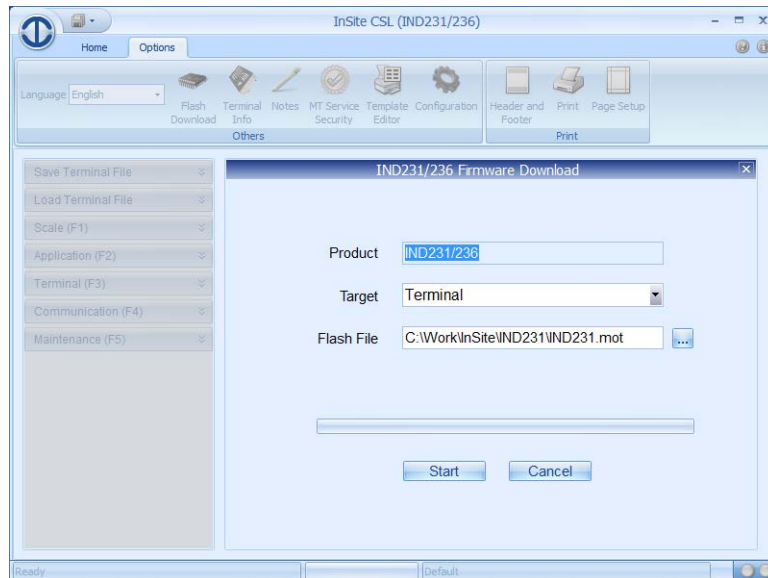 InSite CSL (IND231/236)
Home Options
Language English
Flash Download
Terminal Info
Notes
MT Service Security
Template Editor
Configuration
Header and Footer
Print
Page Setup
Others
Print
Save Terminal File
Load Terminal File
Scale (F1)
Application (F2)
Terminal (F3)
Communication (F4)
Maintenance (F5)
IND231/236 Firmware Download
Product IND231/236
Target Terminal
Flash File C:\Work\InSite\IND231\IND231.mot ...
Start Cancel
Ready Default